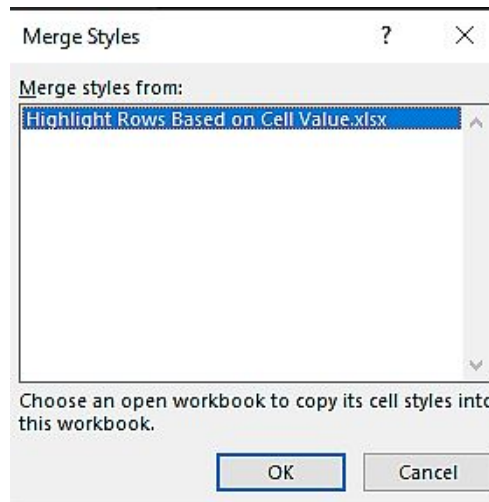 Merge Styles ?
Merge styles from:
Highlight Rows Based on Cell Value.xlsx
Choose an open workbook to copy its cell styles into
this workbook.
OK Cancel